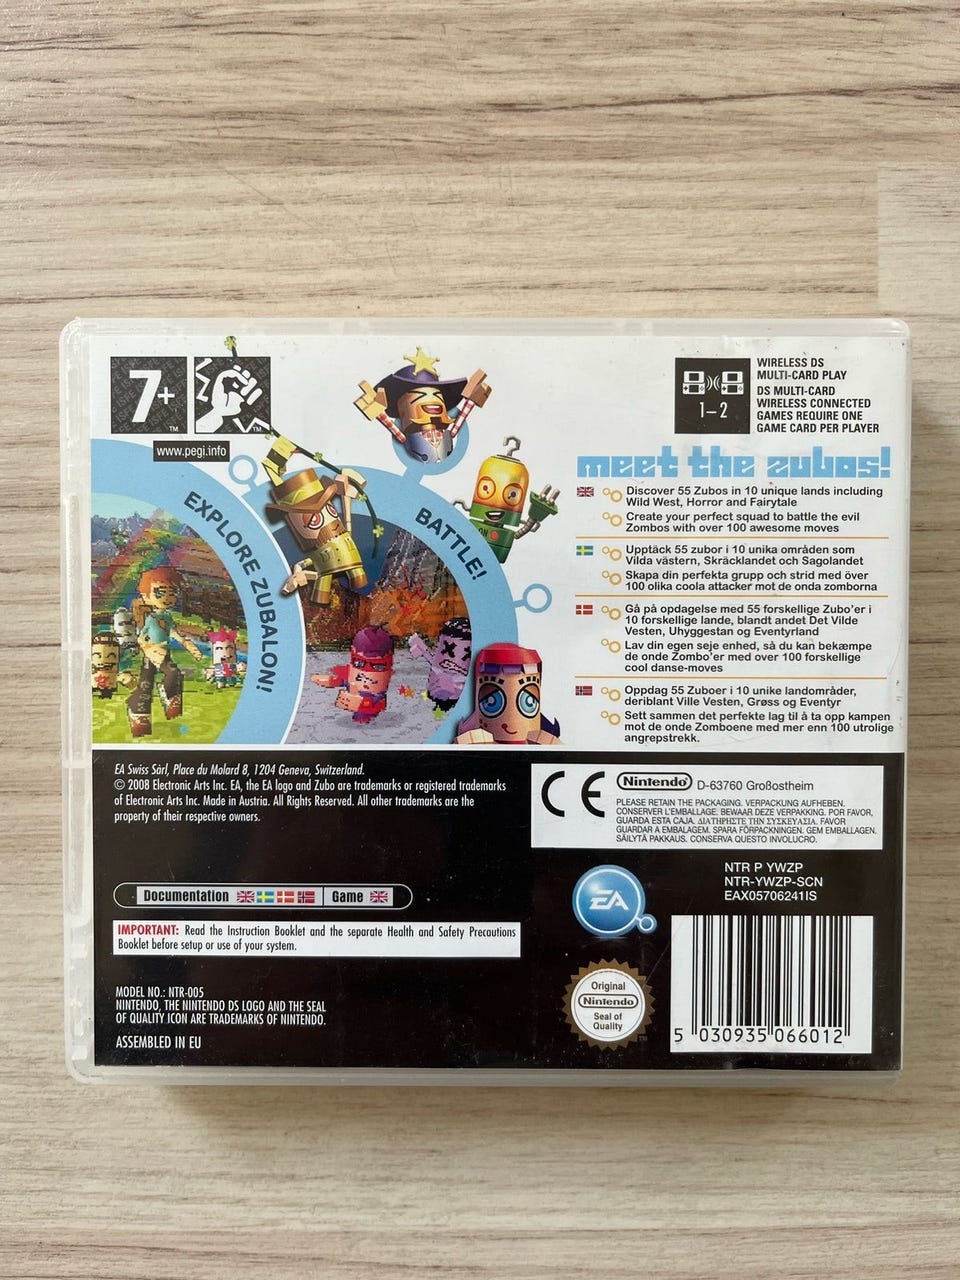 7+
TM
TM
www.pegi.info
WIRELESS DS
MULTI-CARD PLAY
DS MULTI-CARD
WIRELESS CONNECTED
GAMES REQUIRE ONE
GAME CARD PER PLAYER
1–2
EXPLORE ZUBALON!
BATTLE!
meet the zubos!
Discover 55 Zubos in 10 unique lands including
Wild West, Horror and Fairytale
Create your perfect squad to battle the evil
Zombos with over 100 awesome moves
Upptäck 55 zubor i 10 unika områden som
Vilda västern, Skräcklandet och Sagolandet
Skapa din perfekta grupp och strid med över
100 olika coola attacker mot de onda zomborna
Gå på opdagelse med 55 forskellige Zubo'er i
10 forskellige lande, blandt andet Det Vilde
Vesten, Uhyggestan og Eventyrland
Lav din egen seje enhed, så du kan bekæmpe
de onde Zombo'er med over 100 forskellige
cool danse-moves
Oppdag 55 Zuboer i 10 unike landområder,
deriblant Ville Vesten, Grøss og Eventyr
Sett sammen det perfekte lag til å ta opp kampen
mot de onde Zomboene med mer enn 100 utrolige
angrepstrekk.
EA Swiss Sàrl, Place du Molard 8, 1204 Geneva, Switzerland.
© 2008 Electronic Arts Inc. EA, the EA logo and Zubo are trademarks or registered trademarks
of Electronic Arts Inc. Made in Austria. All Rights Reserved. All other trademarks are the
property of their respective owners.
CE
Nintendo® D-63760 Großostheim
PLEASE RETAIN THE PACKAGING. VERPACKUNG AUFHEBEN.
CONSERVER L'EMBALLAGE. BEWAAR DEZE VERPAKKING. POR FAVOR,
GUARDA ESTA CAJA. ΔΙΑΤΗΡΗΣΤΕ ΤΗΝ ΣΥΣΚΕΥΑΣΙΑ. FAVOR
GUARDAR A EMBALAGEM. SPARA FÖRPACKNINGEN. GEM EMBALLAGEN.
SÄILYTÄ PAKKAUS. CONSERVA QUESTO INVOLUCRO.
Documentation
Game
IMPORTANT: Read the Instruction Booklet and the separate Health and Safety Precautions
Booklet before setup or use of your system.
EA
NTR P YWZP
NTR-YWZP-SCN
EAX05706241IS
MODEL NO.: NTR-005
NINTENDO, THE NINTENDO DS LOGO AND THE SEAL
OF QUALITY ICON ARE TRADEMARKS OF NINTENDO.
ASSEMBLED IN EU
Original
Nintendo
Seal of
Quality
TM
5 030935 066012